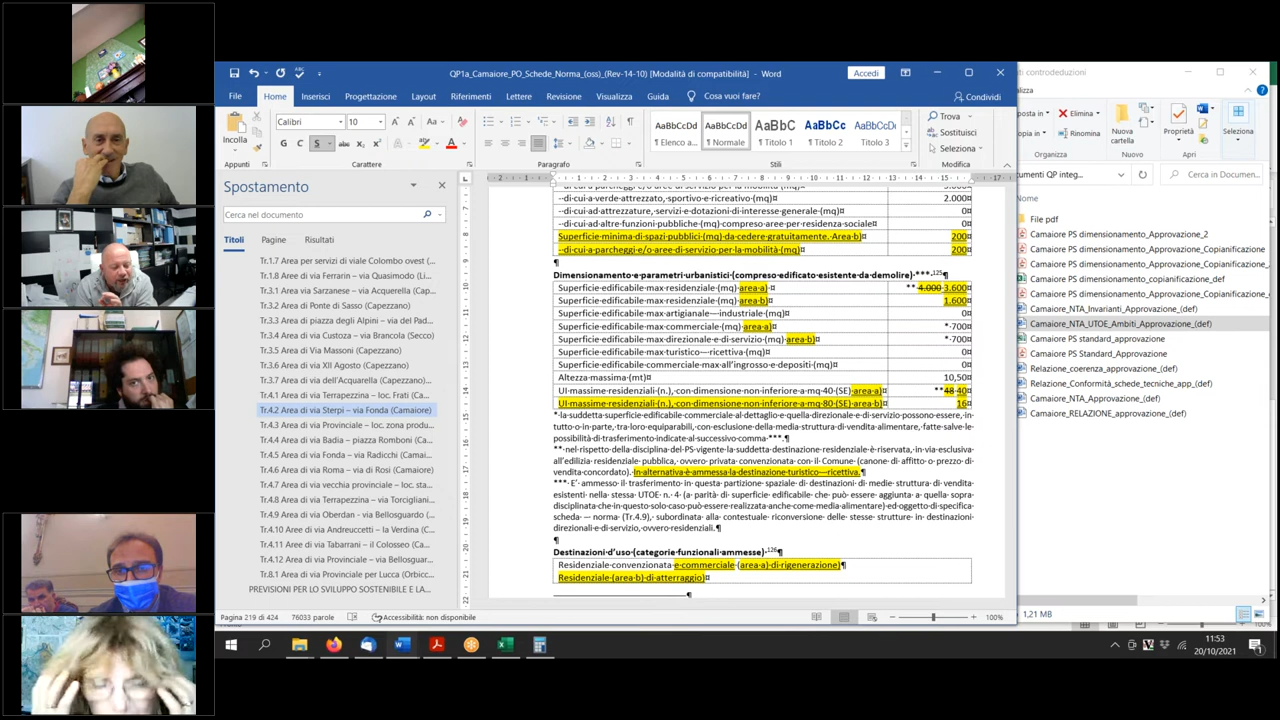 QP1a_Camaiore_PO_Schede_Norma_(oss)_(Rev-14-10) [Modalità di compatibilità] - Word
Accedi
File Home Inserisci Progettazione Layout Riferimenti Lettere Revisione Visualizza Guida Cosa vuoi fare? Condividi
Incolla
Calibri 10
G C S
AaBbCcDd AaBbCcDd AaBbC AaBbCc AaBbCcD
¶ Elenco a... ¶ Normale ¶ Titolo 1 ¶ Titolo 2 ¶ Titolo 3
Trova
Sostituisci
Seleziona
Appunti Carattere Paragrafo Stili Modifica
Spostamento
Cerca nel documento
Titoli Pagine Risultati
Tr.1.7 Area per servizi di viale Colombo ovest (...
Tr.1.8 Aree di via Ferrarin – via Quasimodo (Li...
Tr.3.1 Area via Sarzanese – via Acquerella (Cap...
Tr.3.2 Area di Ponte di Sasso (Capezzano)
Tr.3.3 Area di piazza degli Alpini – via del Pad...
Tr.3.4 Area di via Custoza – via Brancola (Secco)
Tr.3.5 Area di Via Massoni (Capezzano)
Tr.3.6 Area di via XII Agosto (Capezzano)
Tr.3.7 Area di via dell'Acquarella (Capezzano)
Tr.4.1 Area di via Terrapezzina – loc. Frati (Ca...
Tr.4.2 Area di via Sterpi – via Fonda (Camaiore)
Tr.4.3 Area di via Provinciale – loc. zona produ...
Tr.4.4 Area di via Badia – piazza Romboni (Cam...
Tr.4.5 Area di via Fonda – via Radicchi (Camaio...
Tr.4.6 Area di via Roma – via di Rosi (Camaiore)
Tr.4.7 Area di via vecchia provinciale – loc. sta...
Tr.4.8 Area di via Terrapezzina – via Torcigliani...
Tr.4.9 Area di via Oberdan - via Bellosguardo (...
Tr.4.10 Aree di via Andreuccetti – la Verdina (C...
Tr.4.11 Area di via Tabarrani – il Colosseo (Cam...
Tr.4.12 Area di via Provinciale – via Bellosguar...
Tr.8.1 Area di via Provinciale per Lucca (Orbicci...
PREVISIONI PER LO SVILUPPO SOSTENIBILE E LA...
--di·cui·a·verde·attrezzato,·sportivo·e·ricreativo·(mq)¤ 2.000¤
--di·cui·ad·attrezzature,·servizi·e·dotazioni·di·interesse·generale·(mq)¤ 0¤
--di·cui·ad·altre·funzioni·pubbliche·(mq)·compreso·aree·per·residenza·sociale¤ 0¤
Superficie·minima·di·spazi·pubblici·(mq)·da·cedere·gratuitamente.·Area·b)¤ 200¤
--di·cui·a·parcheggi·e/o·aree·di·servizio·per·la·mobilità·(mq)¤ 200¤
¶
Dimensionamento·e·parametri·urbanistici·(compreso·edificato·esistente·da·demolire)·***·125¶
Superficie·edificabile·max·residenziale·(mq)·area·a)¤ **·4.000·3.600¤
Superficie·edificabile·max·residenziale·(mq)·area·b)¤ 1.600¤
Superficie·edificabile·max·artigianale·–·industriale·(mq)¤ 0¤
Superficie·edificabile·max·commerciale·(mq)·area·a)¤ *·700¤
Superficie·edificabile·max·direzionale·e·di·servizio·(mq)·area·b)¤ *·700¤
Superficie·edificabile·max·turistico·–·ricettiva·(mq)¤ 0¤
Superficie·edificabile·commerciale·max·all'ingrosso·e·depositi·(mq)¤ 0¤
Altezza·massima·(mt)¤ 10,50¤
UI·massime·residenziali·(n.),·con·dimensione·non·inferiore·a·mq·40·(SE)·area·a)¤ **·48·40¤
UI·massime·residenziali·(n.),·con·dimensione·non·inferiore·a·mq·80·(SE)·area·b)¤ 16¤
*·la·suddetta·superficie·edificabile·commerciale·al·dettaglio·e·quella·direzionale·e·di·servizio·possono·essere,·in·
tutto·o·in·parte,·tra·loro·equiparabili,·con·esclusione·della·media·struttura·di·vendita·alimentare,·fatte·salve·le·
possibilità·di·trasferimento·indicate·al·successivo·comma·***.¶
**·nel·rispetto·della·disciplina·del·PS·vigente·la·suddetta·destinazione·residenziale·è·riservata,·in·via·esclusiva·
all'edilizia·residenziale·pubblica,·ovvero·privata·convenzionata·con·il·Comune·(canone·di·affitto·o·prezzo·di·
vendita·concordato).·In·alternativa·è·ammessa·la·destinazione·turistico·–·ricettiva.¶
***·E'·ammesso·il·trasferimento·in·questa·partizione·spaziale·di·destinazioni·di·medie·struttura·di·vendita·
esistenti·nella·stessa·UTOE·n.·4·(a·parità·di·superficie·edificabile·che·può·essere·aggiunta·a·quella·sopra·
disciplinata·che·in·questo·solo·caso·può·essere·realizzata·anche·come·media·alimentare)·ed·oggetto·di·specifica·
scheda·–·norma·(Tr.4.9),·subordinata·alla·contestuale·riconversione·delle·stesse·strutture·in·destinazioni·
direzionali·e·di·servizio,·ovvero·residenziali.¶
¶
Destinazioni·d'uso·(categorie·funzionali·ammesse)·126¶
Residenziale·convenzionata·e·commerciale·(area·a)·di·rigenerazione)¶
Residenziale·(area·b)·di·atterraggio)¤
Pagina 219 di 424 76033 parole Accessibilità: non disponibile 100%
ti controdeduzioni
Elimina
Rinomina
Nuova cartella
Proprietà
Seleziona
Organizza Nuovo Apri
umenti QP integ... Cerca in Documen...
Nome
File pdf
Camaiore PS dimensionamento_Approvazione_2
Camaiore PS dimensionamento_Approvazione_Copianificazione
Camaiore PS dimensionamento_Approvazione_Copianificazione_
Camaiore PS dimensionamento_copianificazione_def
Camaiore PS dimensionamento_Approvazione_Copianificazione_e
Camaiore_NTA_Invarianti_Approvazione_(def)
Camaiore_NTA_UTOE_Ambiti_Approvazione_(def)
Camaiore PS standard_approvazione
Camaiore PS Standard_Approvazione
Relazione_coerenza_approvazione_(def)
Relazione_Conformità_schede_tecniche_app_(def)
Camaiore_RELAZIONE_approvazione_(def)
1,21 MB
100%
11:53
20/10/2021